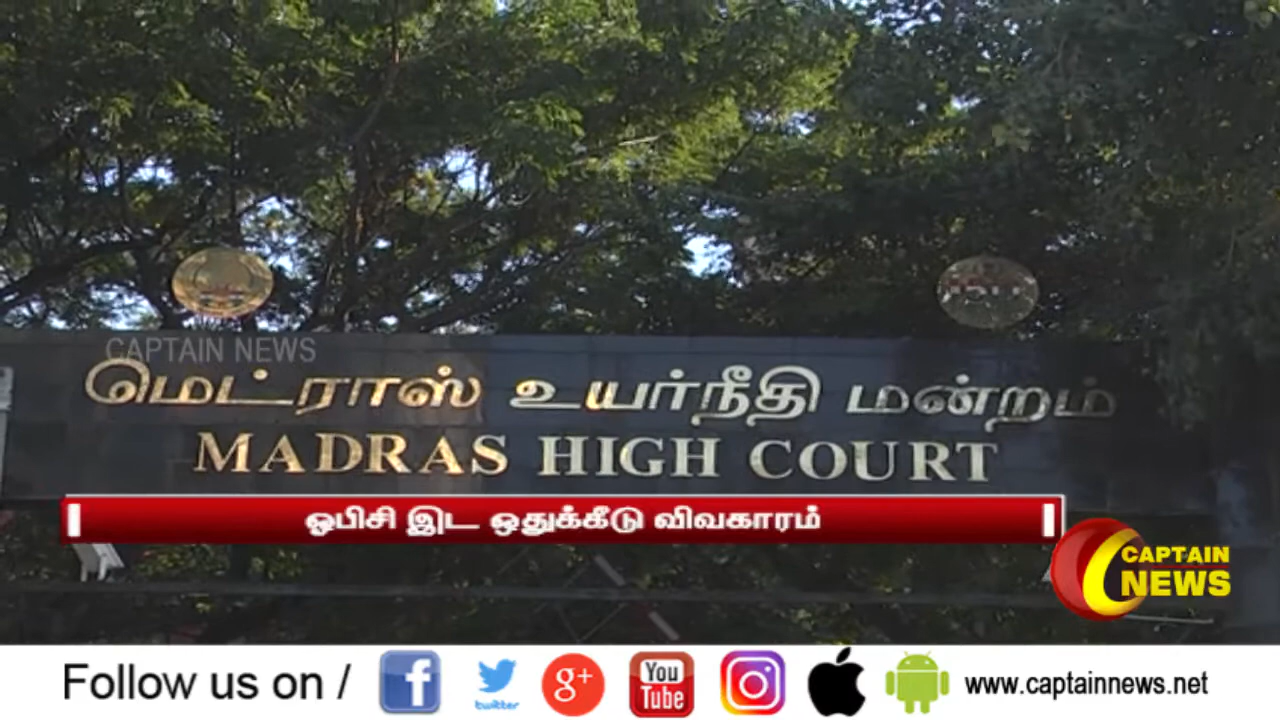 CAPTAIN NEWS
மெட்ராஸ் உயர்நீதி மன்றம்
MADRAS HIGH COURT
ஓபிசி இட ஒதுக்கீடு விவகாரம்
CAPTAIN
NEWS
Follow us on /
f
twitter
g+
You
Tube
www.captainnews.net